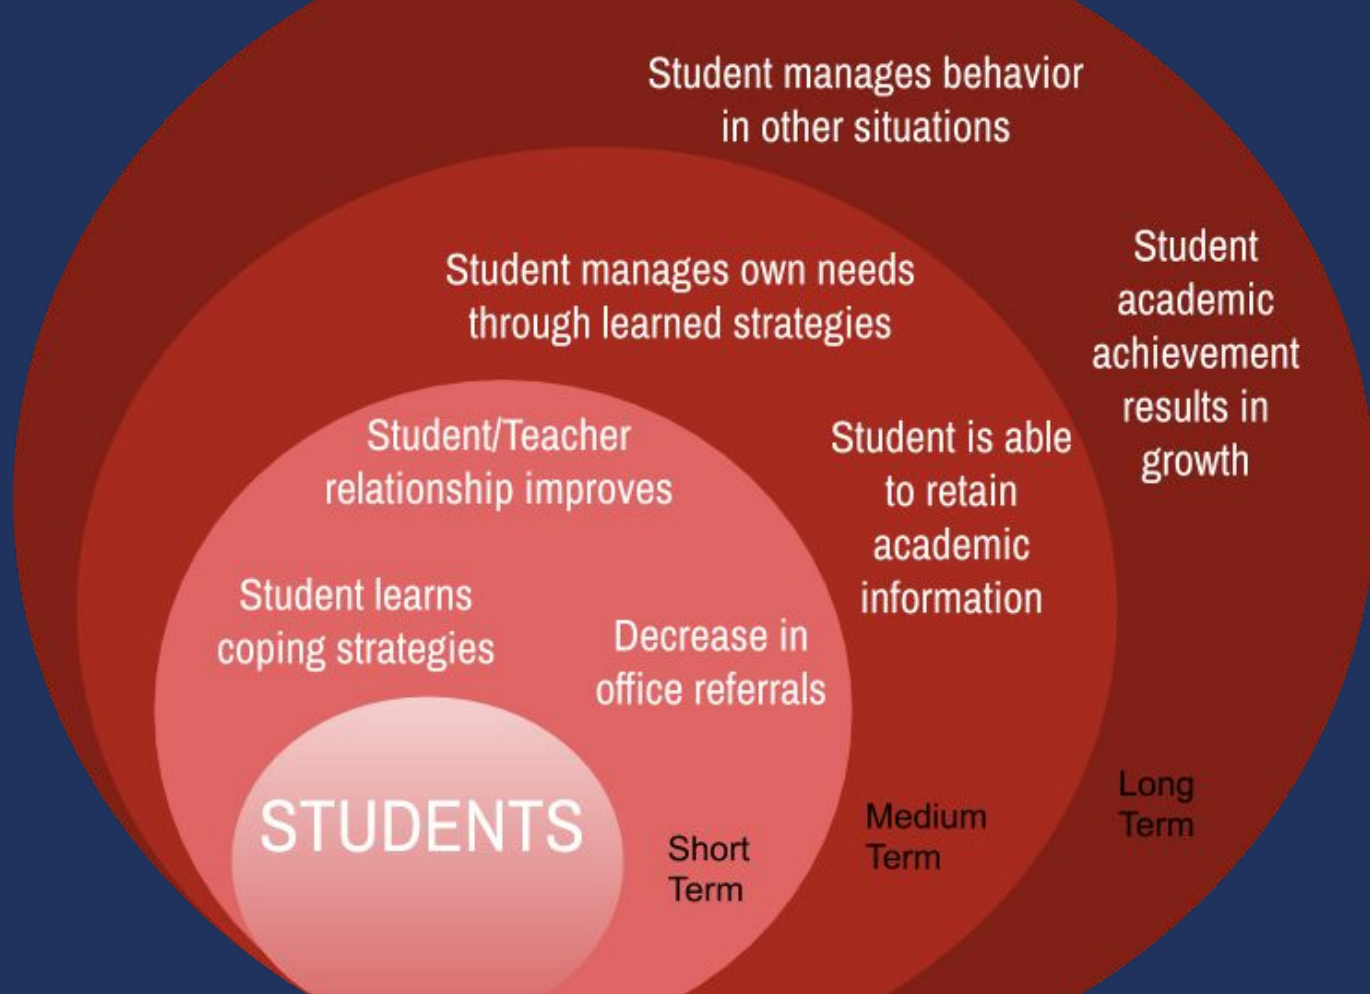 Student manages behavior
in other situations
Student
academic
achievement
results in
growth
Student manages own needs
through learned strategies
Student is able
to retain
academic
information
Student/Teacher
relationship improves
Student learns
coping strategies
Decrease in
office referrals
STUDENTS
Short
Term
Medium
Term
Long
Term